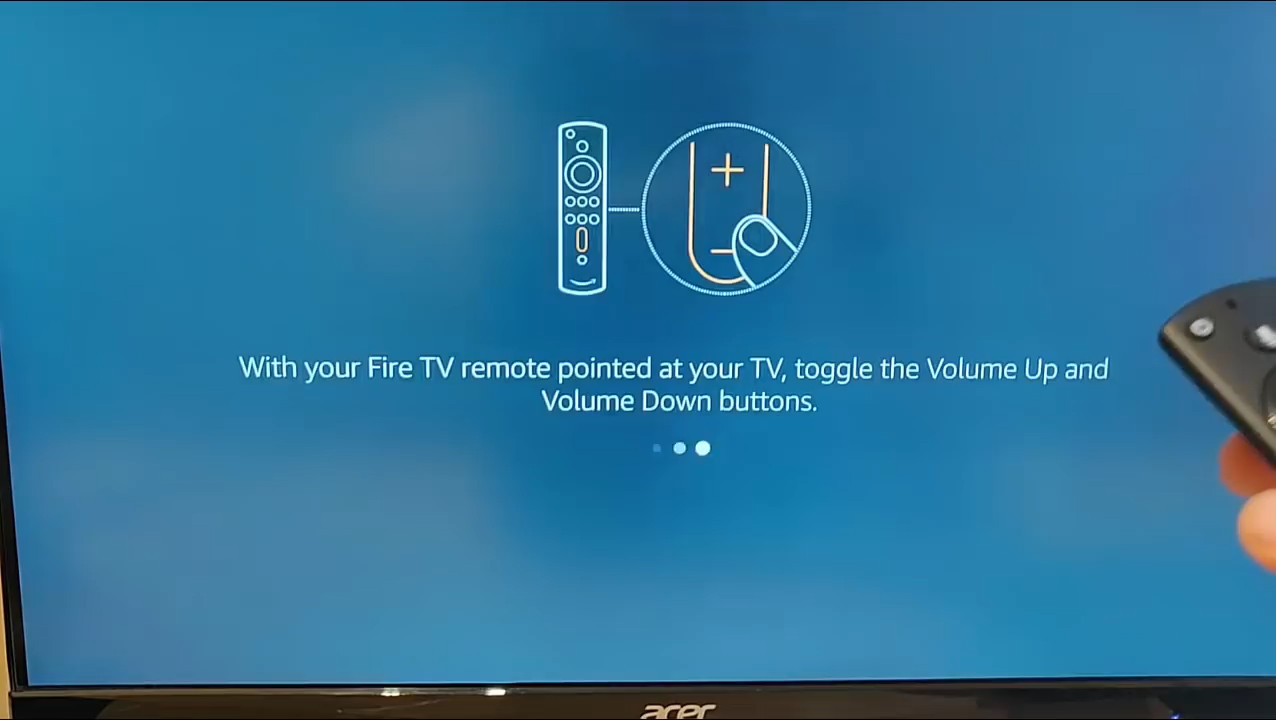 With your Fire TV remote pointed at your TV, toggle the Volume Up and
Volume Down buttons.
acer